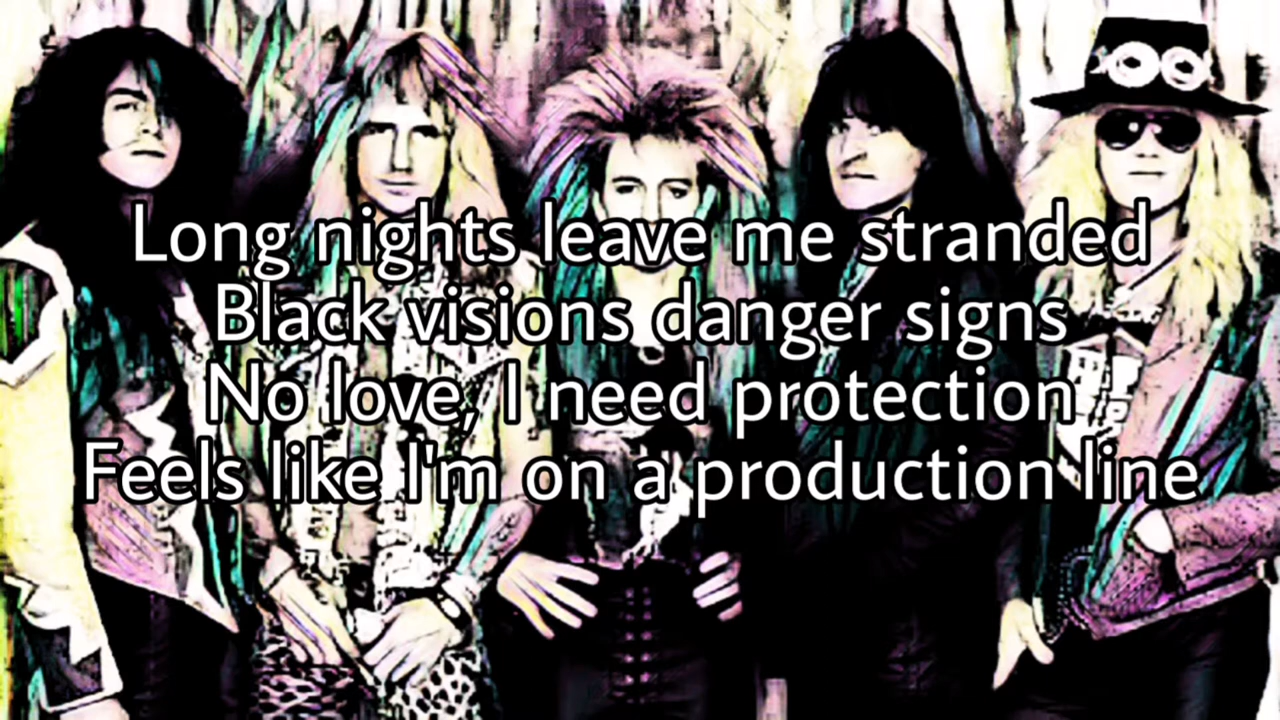 Long nights leave me stranded
Black visions danger signs
No love, I need protection
Feels like I'm on a production line